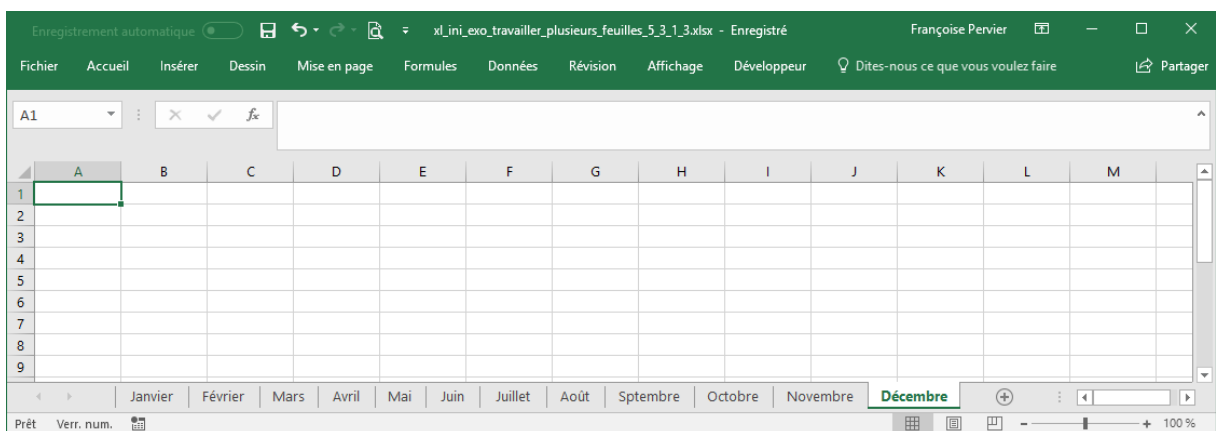 Enregistrement automatique xl_ini_exo_travailler_plusieurs_feuilles_5_3_1_3.xlsx - Enregistré Françoise Pervier
Fichier Accueil Insérer Dessin Mise en page Formules Données Révision Affichage Développeur Dites-nous ce que vous voulez faire Partager
A1 fx
A B C D E F G H I J K L M
1
2
3
4
5
6
7
8
9
Janvier Février Mars Avril Mai Juin Juillet Août Sptembre Octobre Novembre Décembre
Prêt Verr. num. - + 100 %